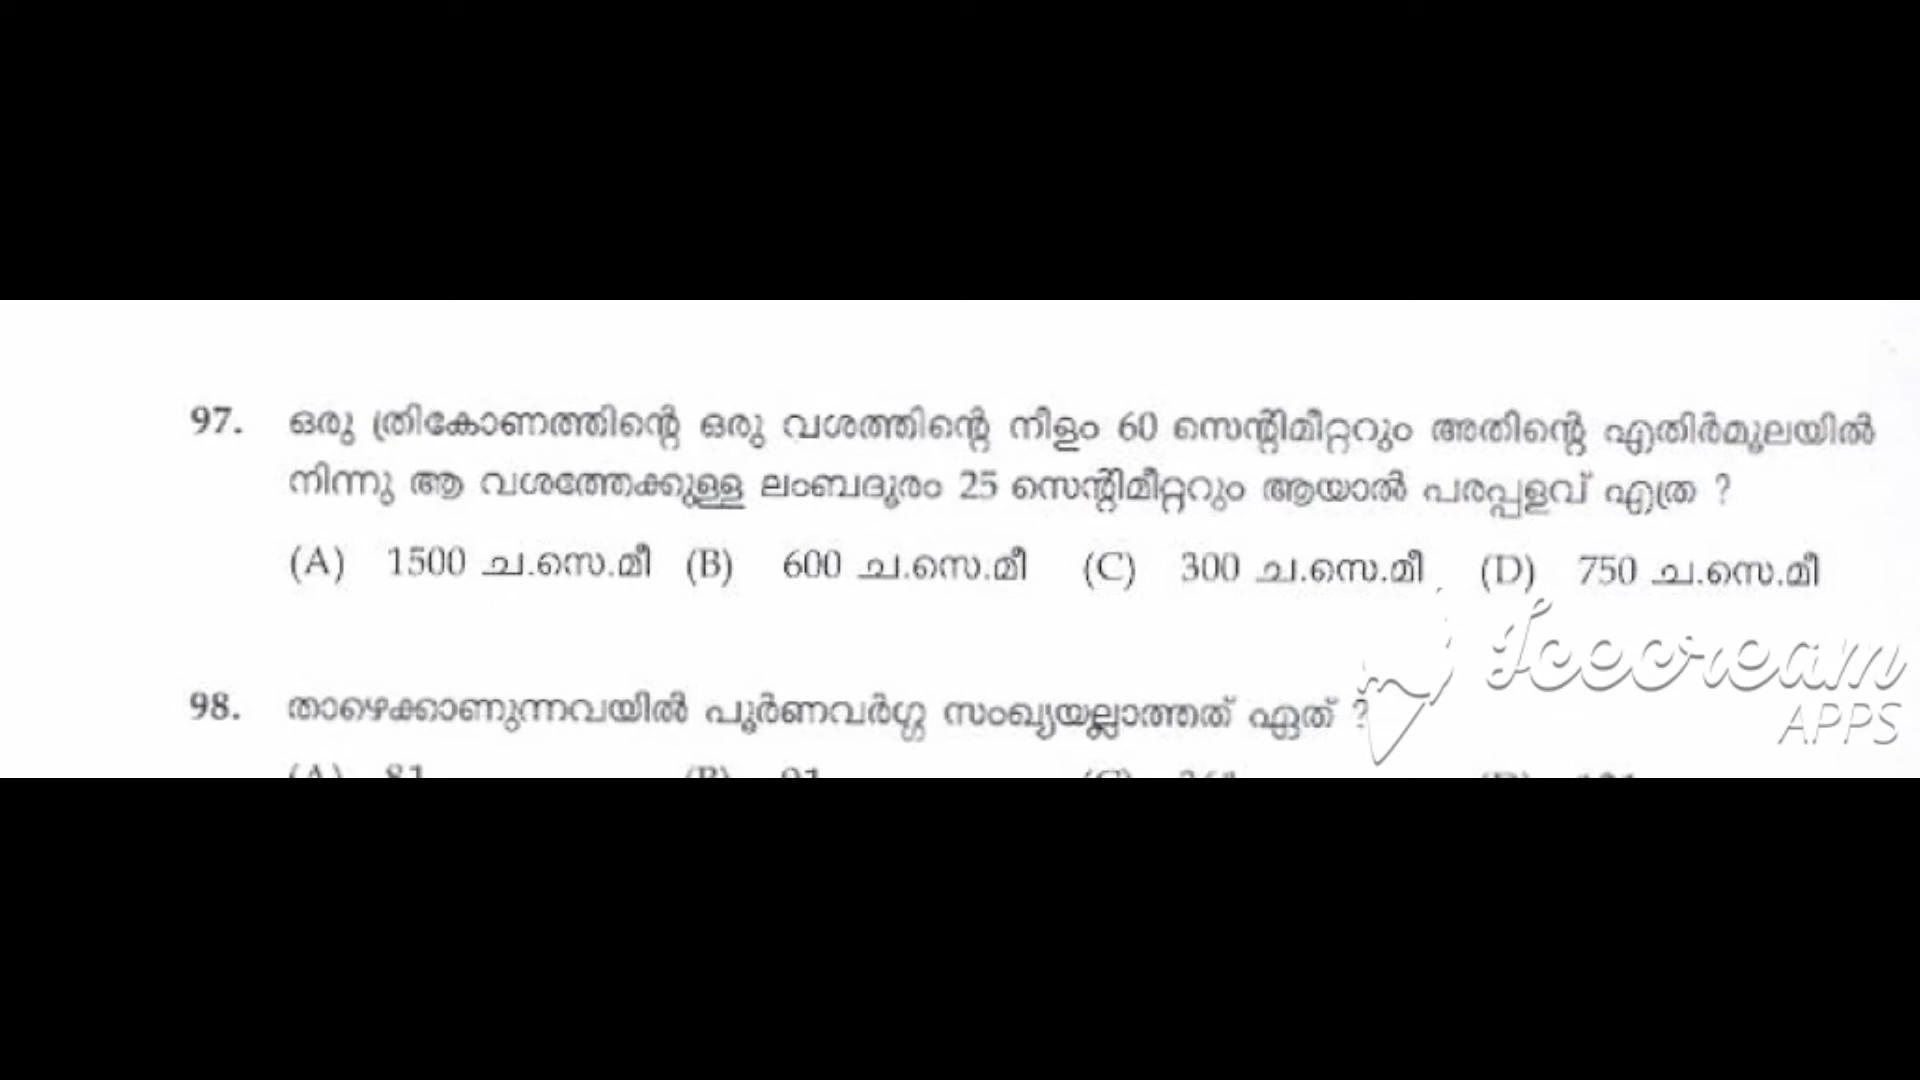 97. ഒരു ത്രികോണത്തിന്റെ ഒരു വശത്തിന്റെ നീളം 60 സെന്റിമീറ്ററും അതിന്റെ എതിർമൂലയിൽ
നിന്നു ആ വശത്തേക്കുള്ള ലംബദൂരം 25 സെന്റിമീറ്ററും ആയാൽ പരപ്പളവ് എത്ര ?
(A) 1500 ച.സെ.മീ (B) 600 ച.സെ.മീ (C) 300 ച.സെ.മീ (D) 750 ച.സെ.മീ
98. താഴെക്കാണുന്നവയിൽ പൂർണവർഗ്ഗ സംഖ്യയല്ലാത്തത് ഏത് ?
Icecream
APPS